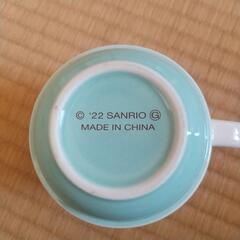 © '22 SANRIO Ⓖ
MADE IN CHINA